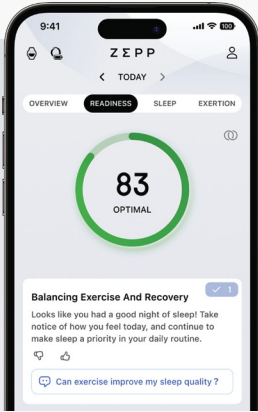 9:41
100
ZΣPP
TODAY
OVERVIEW READINESS SLEEP EXERTION
83
OPTIMAL
1
Balancing Exercise And Recovery
Looks like you had a good night of sleep! Take
notice of how you feel today, and continue to
make sleep a priority in your daily routine.
Can exercise improve my sleep quality ?